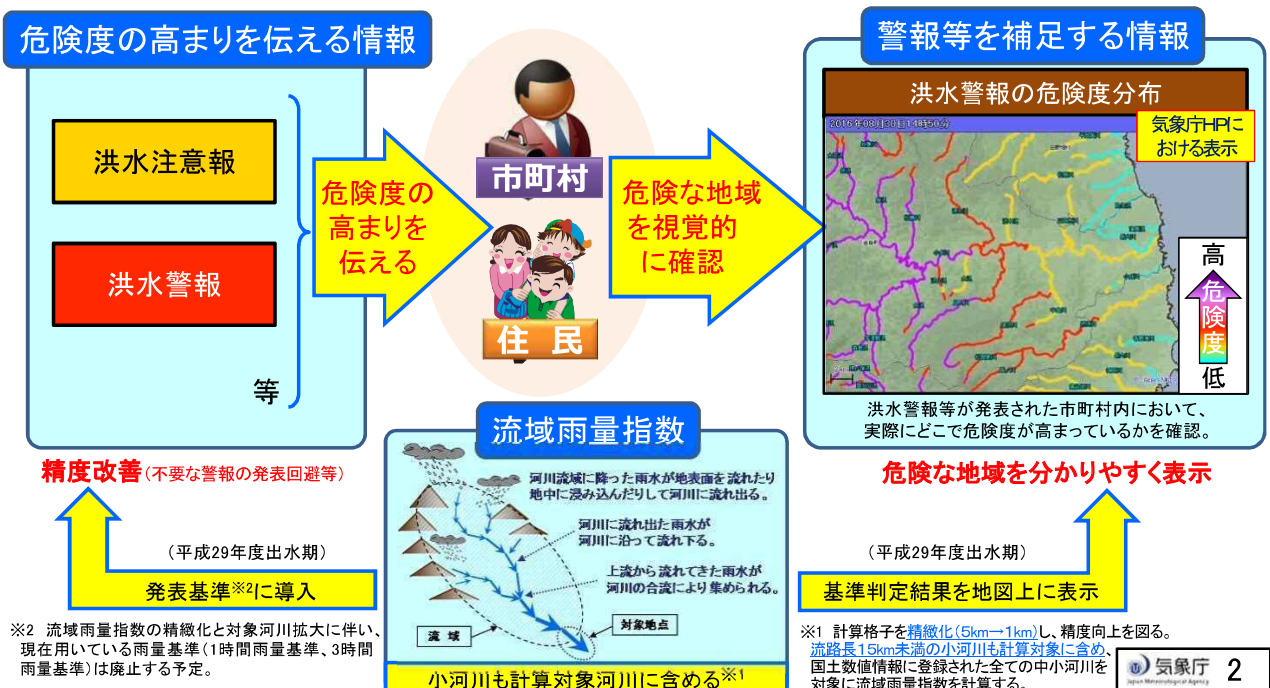 危険度の高まりを伝える情報
洪水注意報
洪水警報
等
危険度の
高まりを
伝える
市町村
住 民
危険な地域
を視覚的
に確認
警報等を補足する情報
洪水警報の危険度分布
2016年08月30日14時50分
気象庁HPに
おける表示
高
危険度
低
洪水警報等が発表された市町村内において、
実際にどこで危険度が高まっているかを確認。
精度改善(不要な警報の発表回避等)
(平成29年度出水期)
発表基準※2に導入
※2 流域雨量指数の精緻化と対象河川拡大に伴い、
現在用いている雨量基準(1時間雨量基準、3時間
雨量基準)は廃止する予定。
流域雨量指数
河川流域に降った雨水が地表面を流れたり
地中に浸み込んだりして河川に流れ出る。
河川に流れ出た雨水が
河川に沿って流れ下る。
上流から流れてきた雨水が
河川の合流により集められる。
流 域
対象地点
小河川も計算対象河川に含める※1
危険な地域を分かりやすく表示
(平成29年度出水期)
基準判定結果を地図上に表示
※1 計算格子を精緻化(5km→1km)し、精度向上を図る。
流路長15km未満の小河川も計算対象に含め、
国土数値情報に登録された全ての中小河川を
対象に流域雨量指数を計算する。
気象庁
Japan Meteorological Agency
2